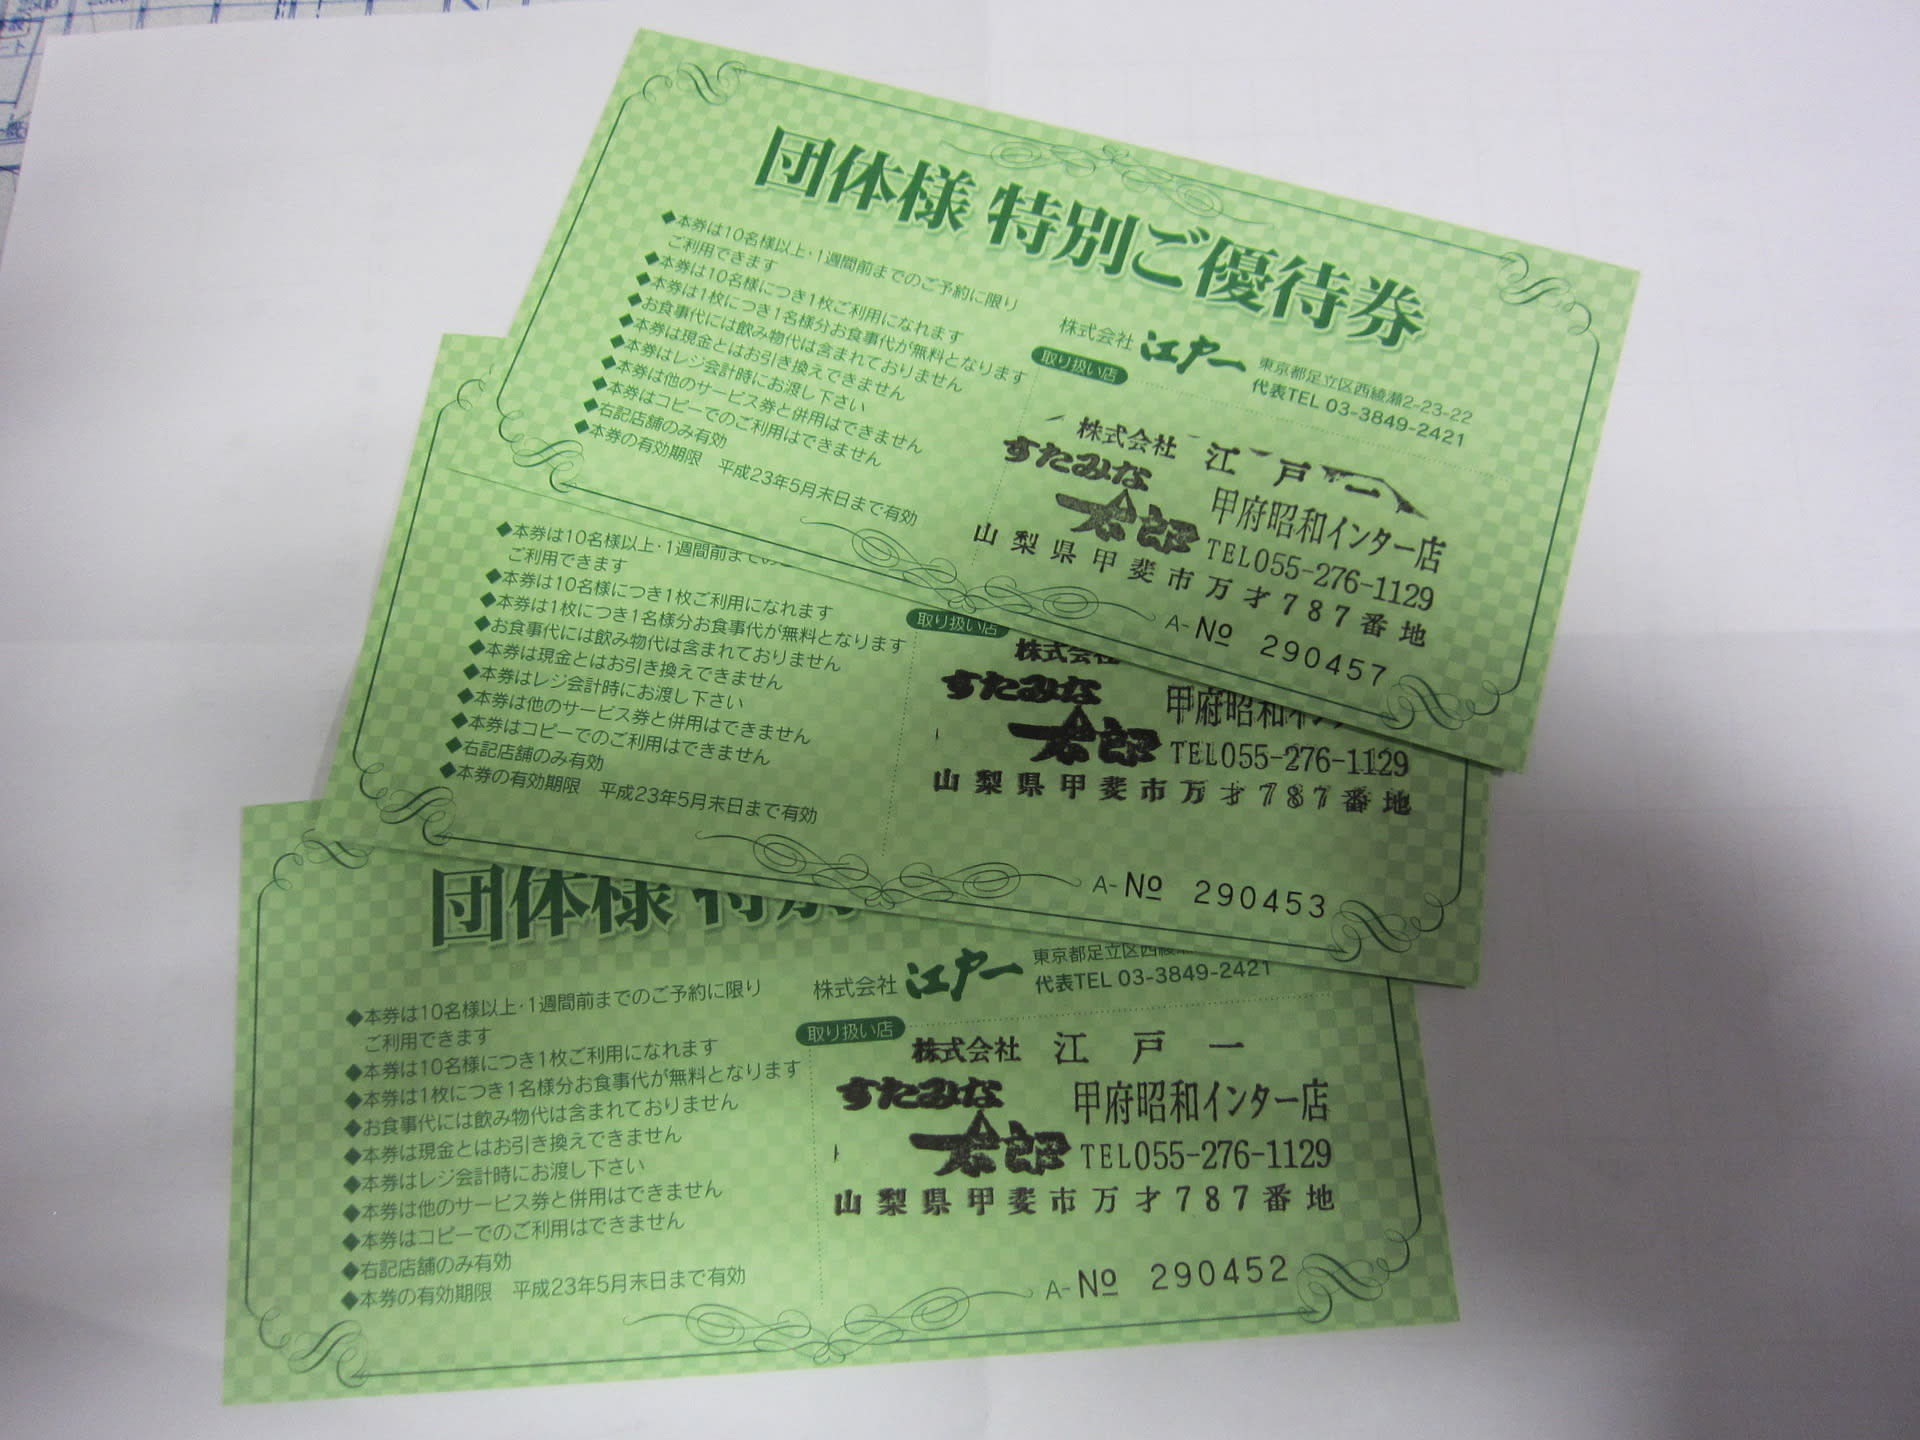 団体様 特別ご優待券
◆本券は10名様以上・1週間前までのご予約に限り
ご利用できます
◆本券は10名様につき1枚ご利用になれます
◆本券は1枚につき1名様分お食事代が無料となります
◆お食事代には飲み物代は含まれておりません
◆本券は現金とはお引き換えできません
◆本券はレジ会計時にお渡し下さい
◆本券は他のサービス券と併用はできません
◆本券はコピーでのご利用はできません
◆右記店舗のみ有効
◆本券の有効期限 平成23年5月末日まで有効
株式会社 江戸一
東京都足立区西綾瀬2-23-22
代表TEL 03-3849-2421
取り扱い店
株式会社 江戸一
すたみな
太郎
甲府昭和インター店
TEL055-276-1129
山梨県甲斐市万才787番地
A-№ 290457
◆本券は10名様以上・1週間前までの
ご利用できます
◆本券は10名様につき1枚ご利用になれます
◆本券は1枚につき1名様分お食事代が無料となります
◆お食事代には飲み物代は含まれておりません
◆本券は現金とはお引き換えできません
◆本券はレジ会計時にお渡し下さい
◆本券は他のサービス券と併用はできません
◆本券はコピーでのご利用はできません
◆右記店舗のみ有効
◆本券の有効期限 平成23年5月末日まで有効
取り扱い店
株式会社
すたみな
太郎
甲府昭和イン
TEL055-276-1129
山梨県甲斐市万才787番地
A-№ 290453
団体様 特別
◆本券は10名様以上・1週間前までのご予約に限り
ご利用できます
◆本券は10名様につき1枚ご利用になれます
◆本券は1枚につき1名様分お食事代が無料となります
◆お食事代には飲み物代は含まれておりません
◆本券は現金とはお引き換えできません
◆本券はレジ会計時にお渡し下さい
◆本券は他のサービス券と併用はできません
◆本券はコピーでのご利用はできません
◆右記店舗のみ有効
◆本券の有効期限 平成23年5月末日まで有効
株式会社 江戸一
東京都足立区西綾
代表TEL 03-3849-2421
取り扱い店
株式会社 江戸一
すたみな
太郎
甲府昭和インター店
TEL055-276-1129
山梨県甲斐市万才787番地
A-№ 290452